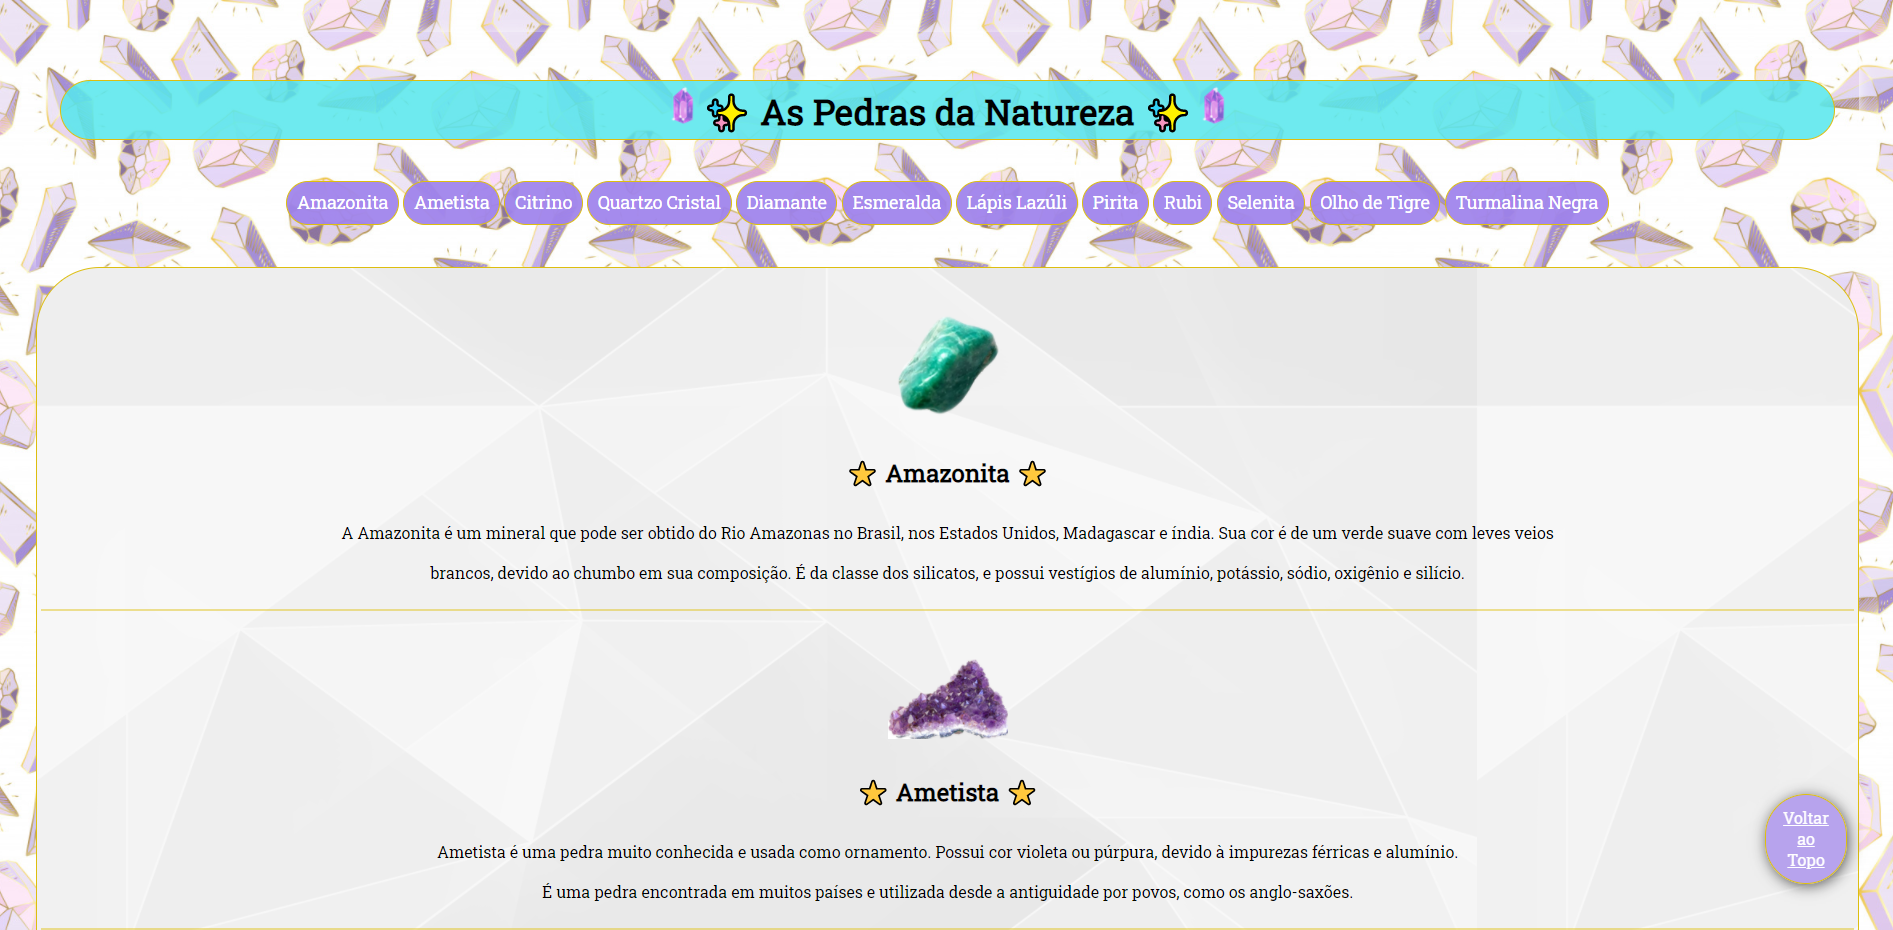 ✨ As Pedras da Natureza ✨
Amazonita Ametista Citrino Quartzo Cristal Diamante Esmeralda Lápis Lazúli Pirita Rubi Selenita Olho de Tigre Turmalina Negra
⭐ Amazonita ⭐
A Amazonita é um mineral que pode ser obtido do Rio Amazonas no Brasil, nos Estados Unidos, Madagascar e índia. Sua cor é de um verde suave com leves veios
brancos, devido ao chumbo em sua composição. É da classe dos silicatos, e possui vestígios de alumínio, potássio, sódio, oxigênio e silício.
⭐ Ametista ⭐
Ametista é uma pedra muito conhecida e usada como ornamento. Possui cor violeta ou púrpura, devido à impurezas férricas e alumínio.
É uma pedra encontrada em muitos países e utilizada desde a antiguidade por povos, como os anglo-saxões.
Voltar
ao
Topo